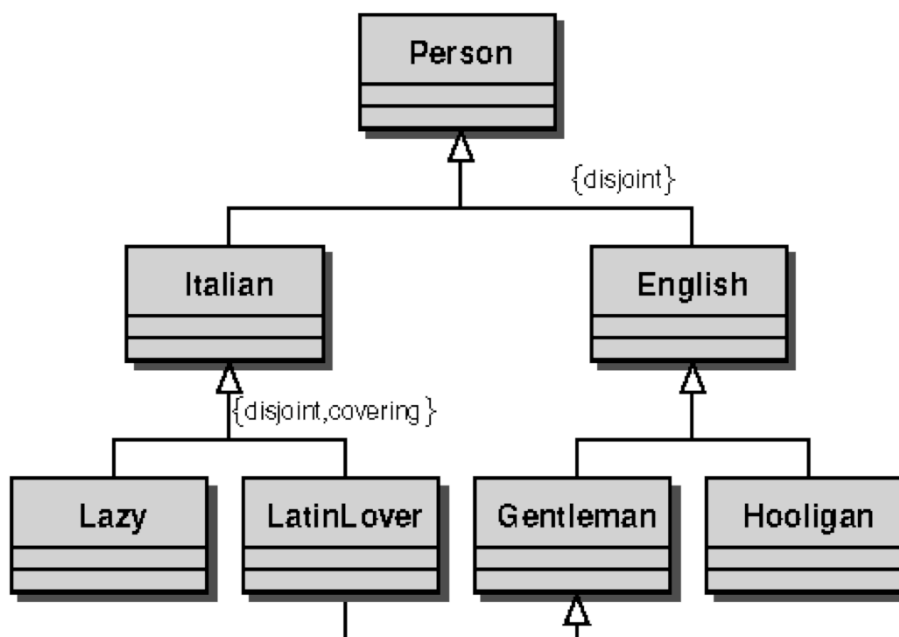 Person
{disjoint}
Italian
English
{disjoint,covering}
Lazy
LatinLover
Gentleman
Hooligan